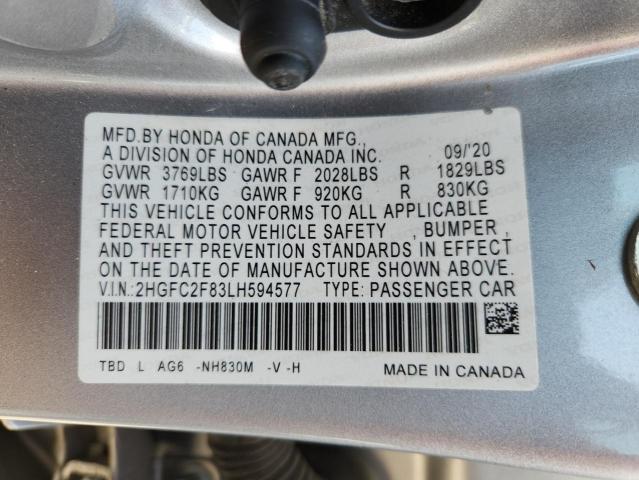 MFD.BY HONDA OF CANADA MFG.,
A DIVISION OF HONDA CANADA INC. 09/'20
GVWR 3769LBS GAWR F 2028LBS R 1829LBS
GVWR 1710KG GAWR F 920KG R 830KG
THIS VEHICLE CONFORMS TO ALL APPLICABLE
FEDERAL MOTOR VEHICLE SAFETY , BUMPER ,
AND THEFT PREVENTION STANDARDS IN EFFECT
ON THE DATE OF MANUFACTURE SHOWN ABOVE.
V.I.N.:2HGFC2F83LH594577 TYPE: PASSENGER CAR
TBD L AG6 -NH830M -V -H MADE IN CANADA